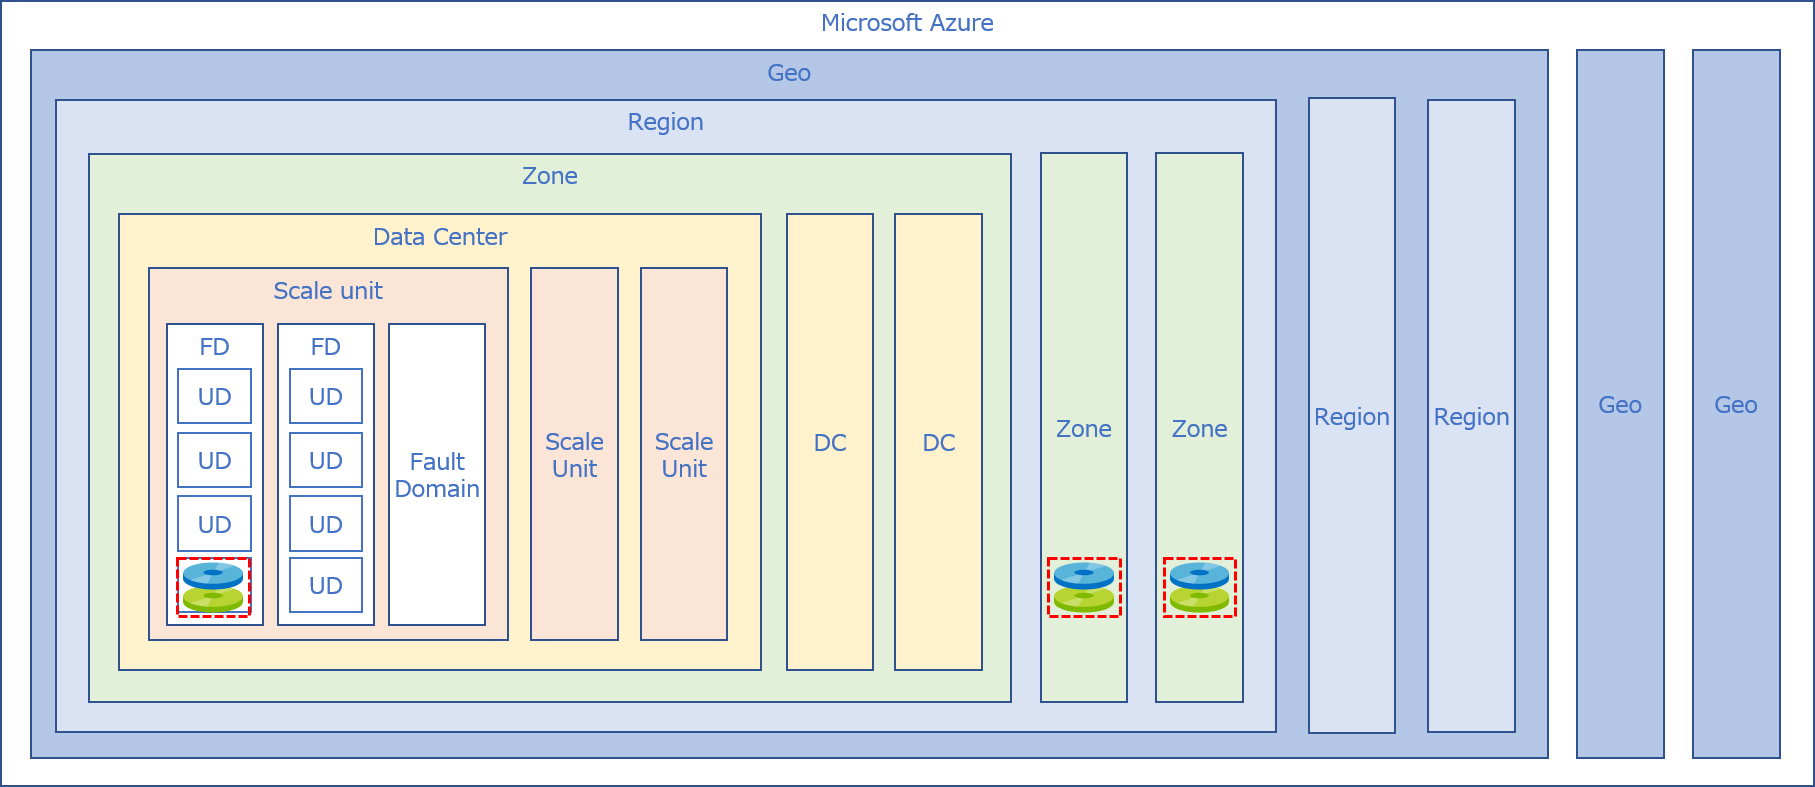 Microsoft Azure
Geo
Region
Zone
Data Center
Scale unit
FD
UD
UD
UD
FD
UD
UD
UD
UD
Fault
Domain
Scale
Unit
Scale
Unit
DC
DC
Zone
Zone
Region
Region
Geo
Geo